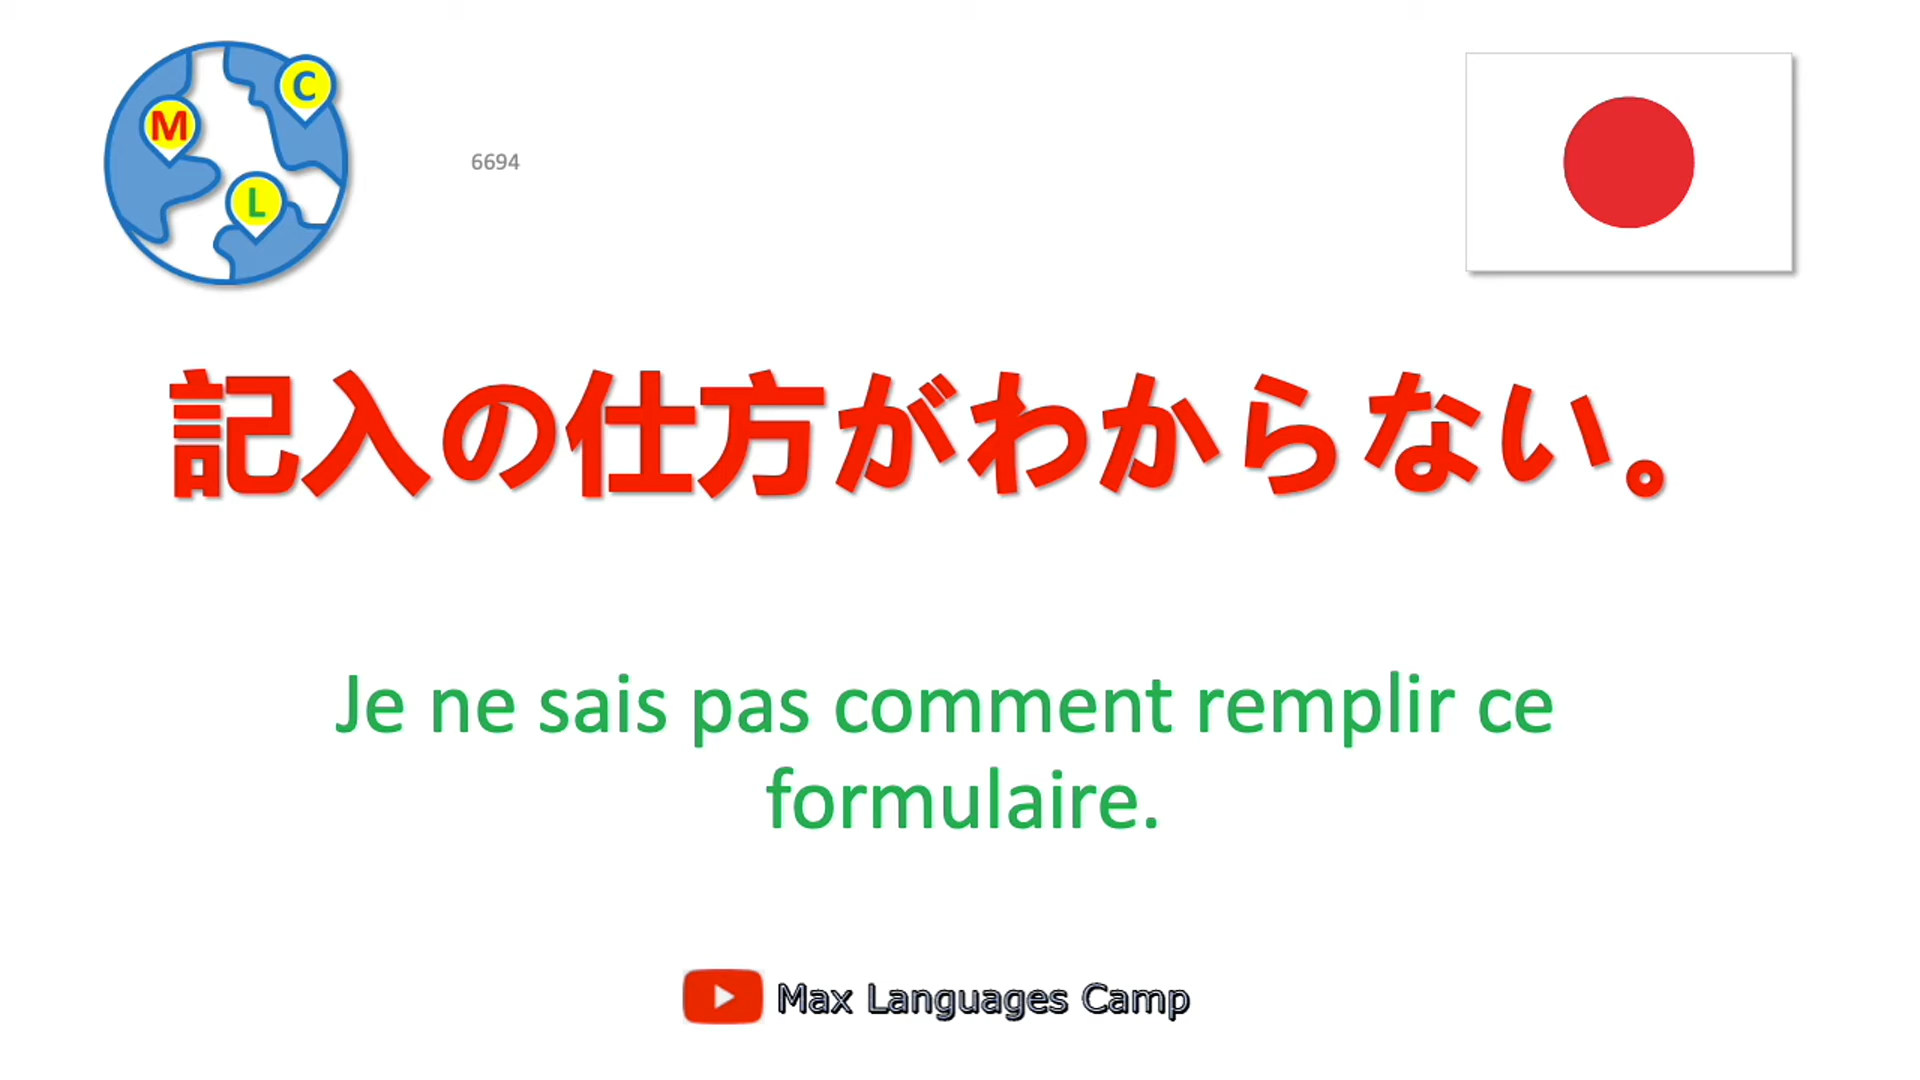 M
C
L
6694
記入の仕方がわからない。
Je ne sais pas comment remplir ce
formulaire.
Max Languages Camp